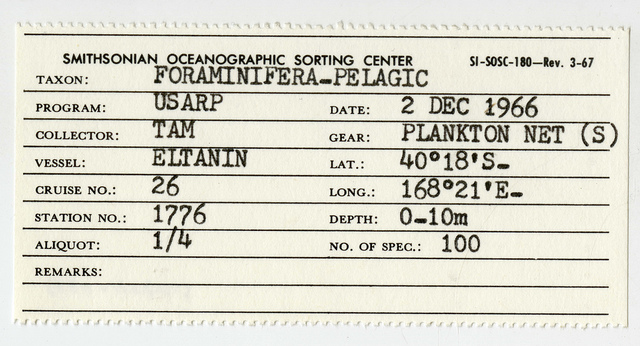 SMITHSONIAN OCEANOGRAPHIC SORTING CENTER SI-SOSC-180—Rev. 3-67
TAXON: FORAMINIFERA-PELAGIC
PROGRAM: USARP DATE: 2 DEC 1966
COLLECTOR: TAM GEAR: PLANKTON NET (S)
VESSEL: ELTANIN LAT.: 40°18'S-
CRUISE NO.: 26 LONG.: 168°21'E-
STATION NO.: 1776 DEPTH: 0-10m
ALIQUOT: 1/4 NO. OF SPEC.: 100
REMARKS: